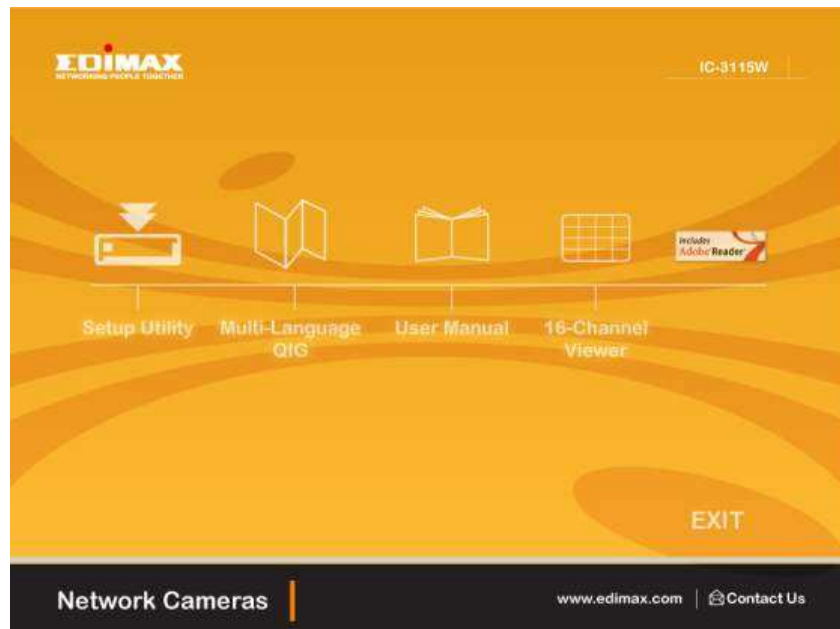 EDIMAX
NETWORKING PEOPLE TOGETHER
IC-3115W
Includes
Adobe Reader
Setup Utility
Multi-Language
QIG
User Manual
16-Channel
Viewer
EXIT
Network Cameras
www.edimax.com
Contact Us